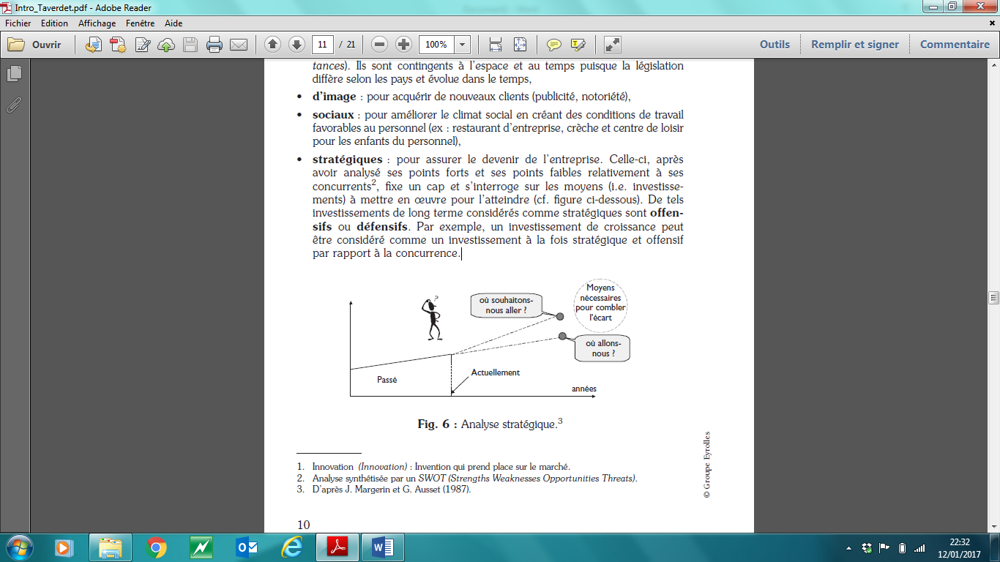 Intro_Taverdet.pdf - Adobe Reader
Fichier Edition Affichage Fenêtre Aide
Ouvrir 11 / 21 100% Outils Remplir et signer Commentaire
tances). Ils sont contingents à l'espace et au temps puisque la législation
diffère selon les pays et évolue dans le temps,
• d'image : pour acquérir de nouveaux clients (publicité, notoriété),
• sociaux : pour améliorer le climat social en créant des conditions de travail
favorables au personnel (ex : restaurant d'entreprise, crèche et centre de loisir
pour les enfants du personnel),
• stratégiques : pour assurer le devenir de l'entreprise. Celle-ci, après
avoir analysé ses points forts et ses points faibles relativement à ses
concurrents2, fixe un cap et s'interroge sur les moyens (i.e. investisse-
ments) à mettre en œuvre pour l'atteindre (cf. figure ci-dessous). De tels
investissements de long terme considérés comme stratégiques sont offen-
sifs ou défensifs. Par exemple, un investissement de croissance peut
être considéré comme un investissement à la fois stratégique et offensif
par rapport à la concurrence.
?
où souhaitons-
nous aller ?
Moyens
nécessaires
pour combler
l'écart
où allons-
nous ?
Passé
Actuellement
années
Fig. 6 : Analyse stratégique.3
1. Innovation (Innovation) : Invention qui prend place sur le marché.
2. Analyse synthétisée par un SWOT (Strengths Weaknesses Opportunities Threats).
3. D'après J. Margerin et G. Ausset (1987).
© Groupe Eyrolles
10
22:32
12/01/2017